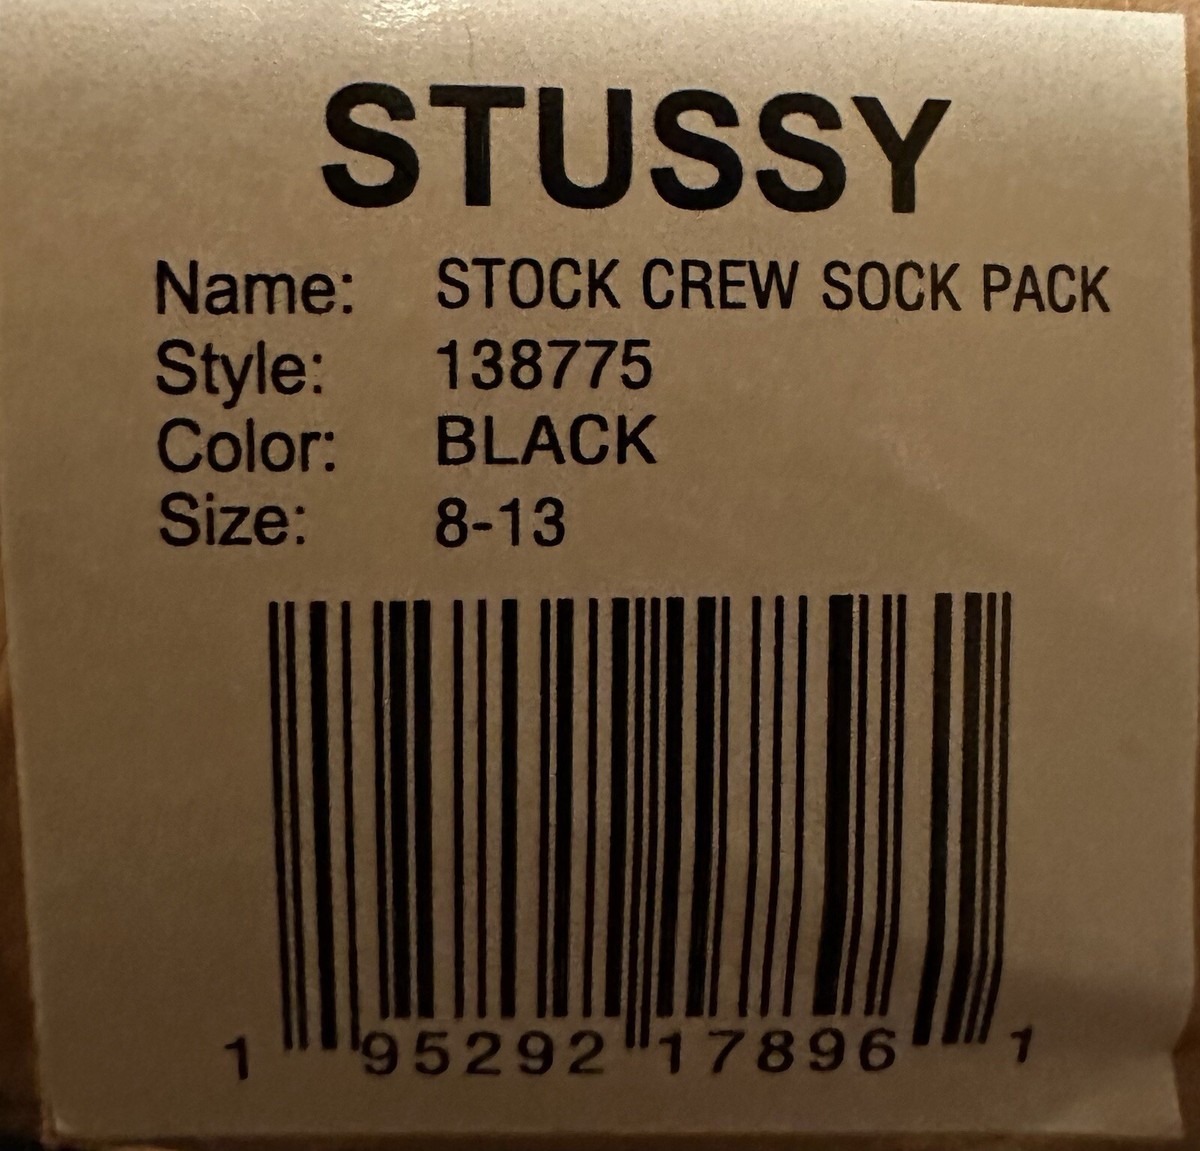 STUSSY
Name: STOCK CREW SOCK PACK
Style: 138775
Color: BLACK
Size: 8-13
1 95292 17896 1